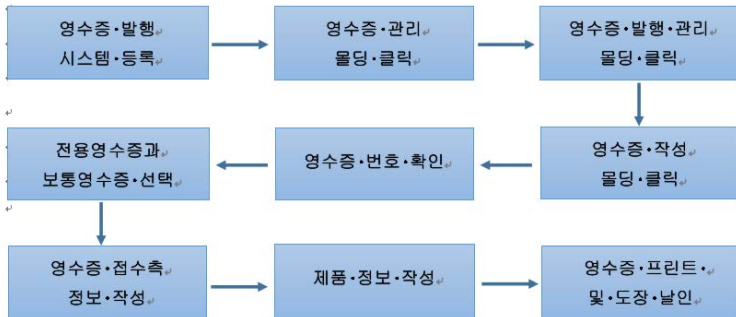 영수증 발행
시스템 등록
영수증 관리
몰딩 클릭
영수증 발행 관리
몰딩 클릭
영수증 작성
몰딩 클릭
영수증 번호 확인
전용영수증과
보통영수증 선택
영수증 접수측
정보 작성
제품 정보 작성
영수증 프린트
및 도장 날인